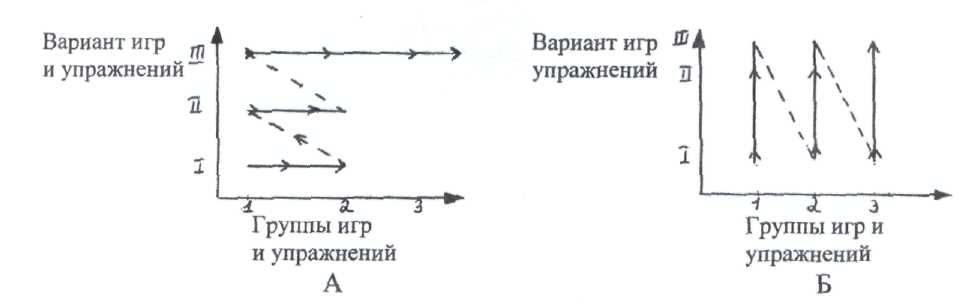 Вариант игр
и упражнений
III
II
I
1 2 3
Группы игр
и упражнений
А
Вариант игр
упражнений
III
II
I
1 2 3
Группы игр и
упражнений
Б